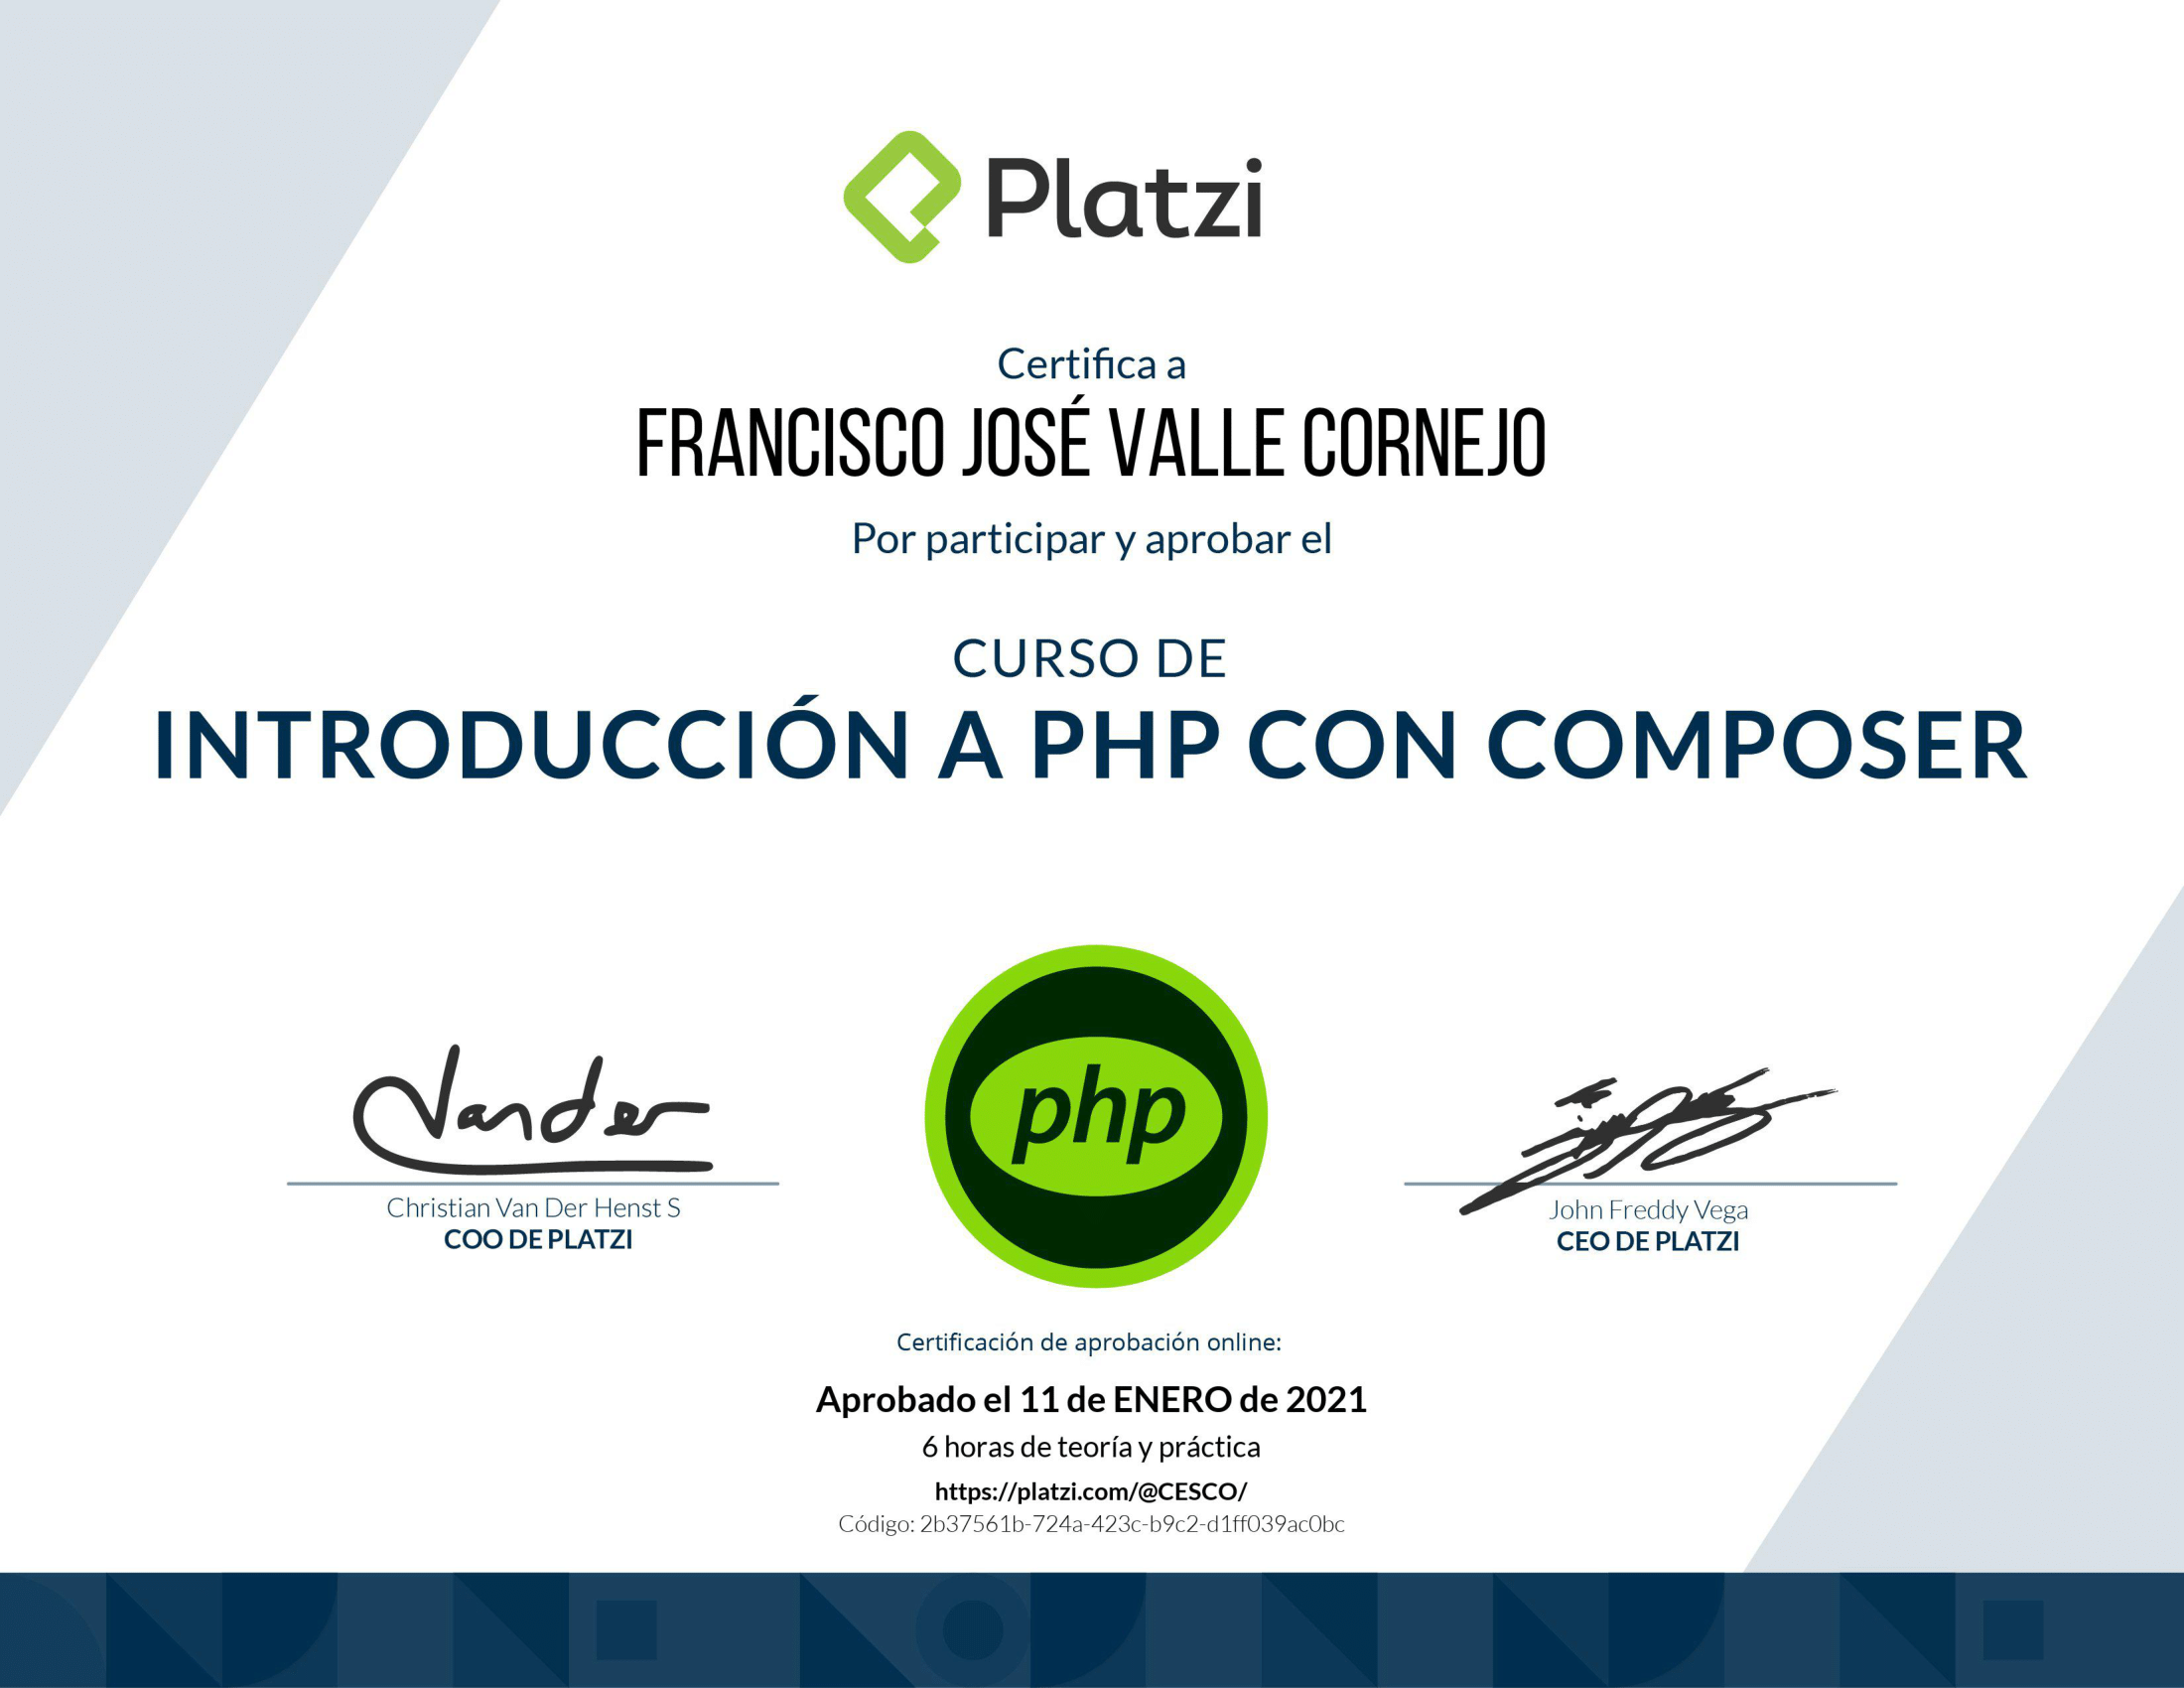 Platzi
Certifica a
FRANCISCO JOSÉ VALLE CORNEJO
Por participar y aprobar el
CURSO DE
INTRODUCCIÓN A PHP CON COMPOSER
Vander
php
Christian Van Der Henst S
COO DE PLATZI
John Freddy Vega
CEO DE PLATZI
Certificación de aprobación online:
Aprobado el 11 de ENERO de 2021
6 horas de teoría y práctica
https://platzi.com/@CESCO/
Código: 2b37561b-724a-423c-b9c2-d1ff039ac0bc